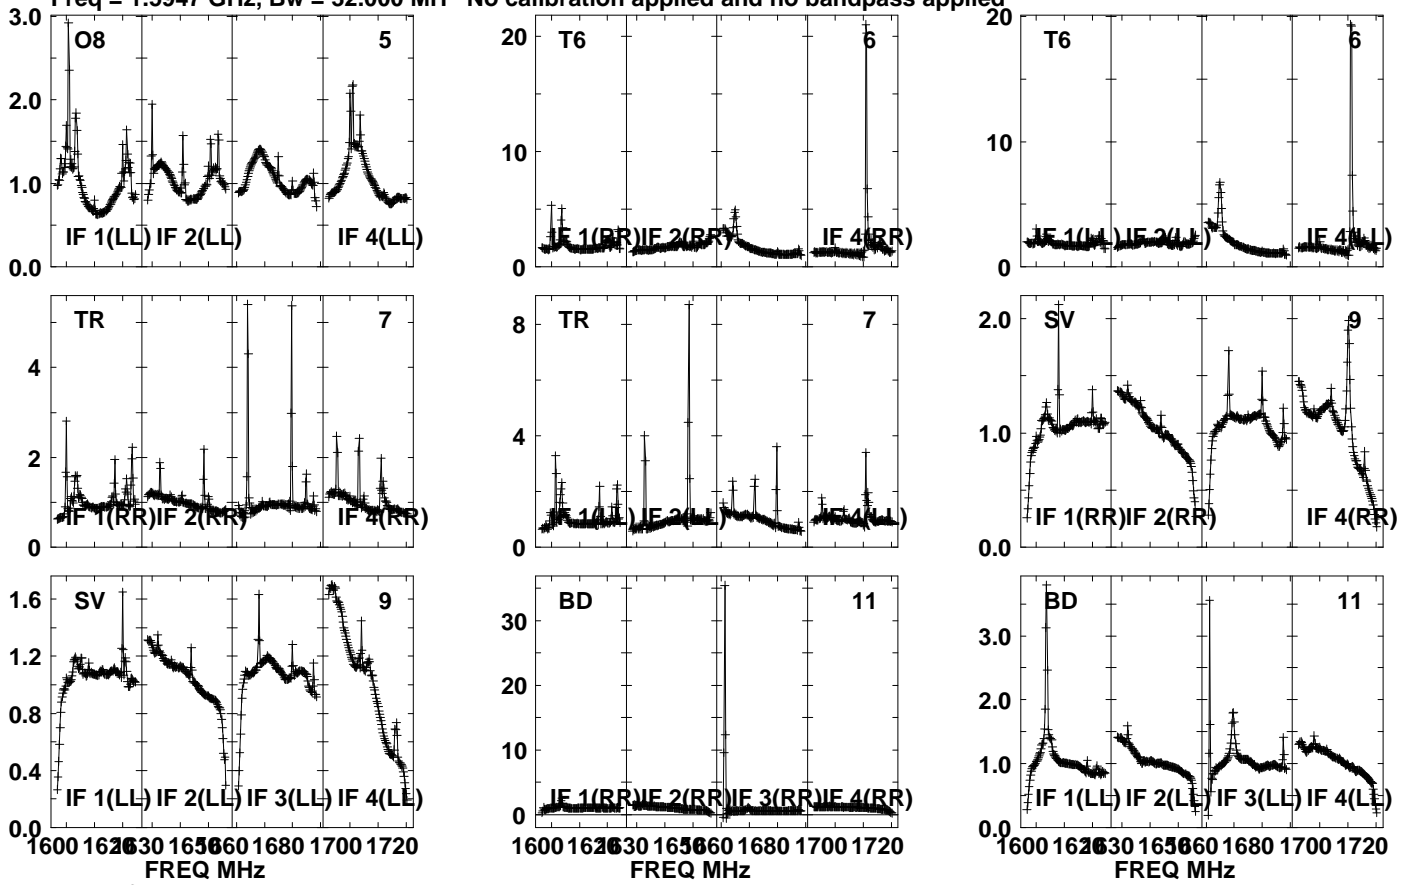 Freq = 1.5947 GHz, Bw = 32.000 MH No calibration applied and no bandpass applied
O8 5
3.0
2.0
1.0
0.0
IF 1(LL) IF 2(LL) IF 4(LL)
T6 6
20
10
0
IF 1(RR) IF 2(RR) IF 4(RR)
T6 6
20
10
0
IF 1(LL) IF 2(LL) IF 4(LL)
TR 7
4
2
0
IF 1(RR) IF 2(RR) IF 4(RR)
TR 7
8
4
0
IF 1(LL) IF 2(LL) IF 4(LL)
SV 9
2.0
1.0
0.0
IF 1(RR) IF 2(RR) IF 4(RR)
SV 9
1.6
1.2
0.8
0.4
0.0
IF 1(LL) IF 2(LL) IF 3(LL) IF 4(LL)
1600 1620 1630 1650 1660 1680 1700 1720
FREQ MHz
BD 11
30
20
10
0
IF 1(RR) IF 2(RR) IF 3(RR) IF 4(RR)
1600 1620 1630 1650 1660 1680 1700 1720
FREQ MHz
BD 11
3.0
2.0
1.0
0.0
IF 1(LL) IF 2(LL) IF 3(LL) IF 4(LL)
1600 1620 1630 1650 1660 1680 1700 1720
FREQ MHz